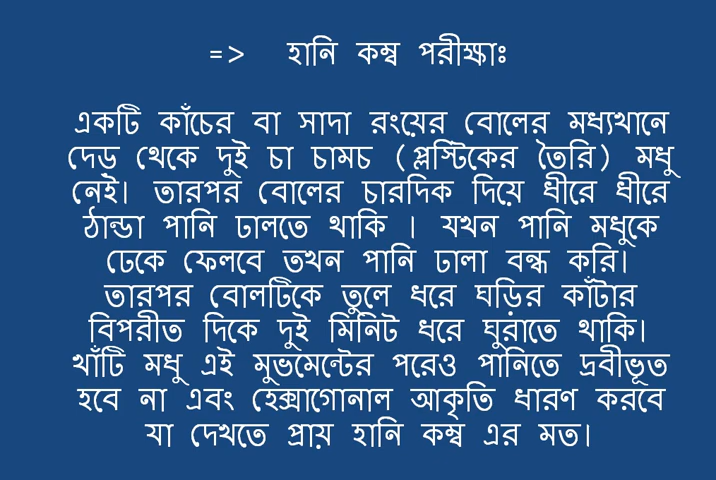 => হানি কম্ব পরীক্ষাঃ
একটি কাঁচের বা সাদা রংয়ের বোলের মধ্যখানে
দেড় থেকে দুই চা চামচ (প্লস্টিকের তৈরি) মধু
নেই। তারপর বোলের চারদিক দিয়ে ধীরে ধীরে
ঠান্ডা পানি ঢালতে থাকি । যখন পানি মধুকে
ঢেকে ফেলবে তখন পানি ঢালা বন্ধ করি।
তারপর বোলটিকে তুলে ধরে ঘড়ির কাঁটার
বিপরীত দিকে দুই মিনিট ধরে ঘুরাতে থাকি।
খাঁটি মধু এই মুভমেন্টের পরেও পানিতে দ্রবীভূত
হবে না এবং হেক্সাগোনাল আকৃতি ধারণ করবে
যা দেখতে প্রায় হানি কম্ব এর মত।